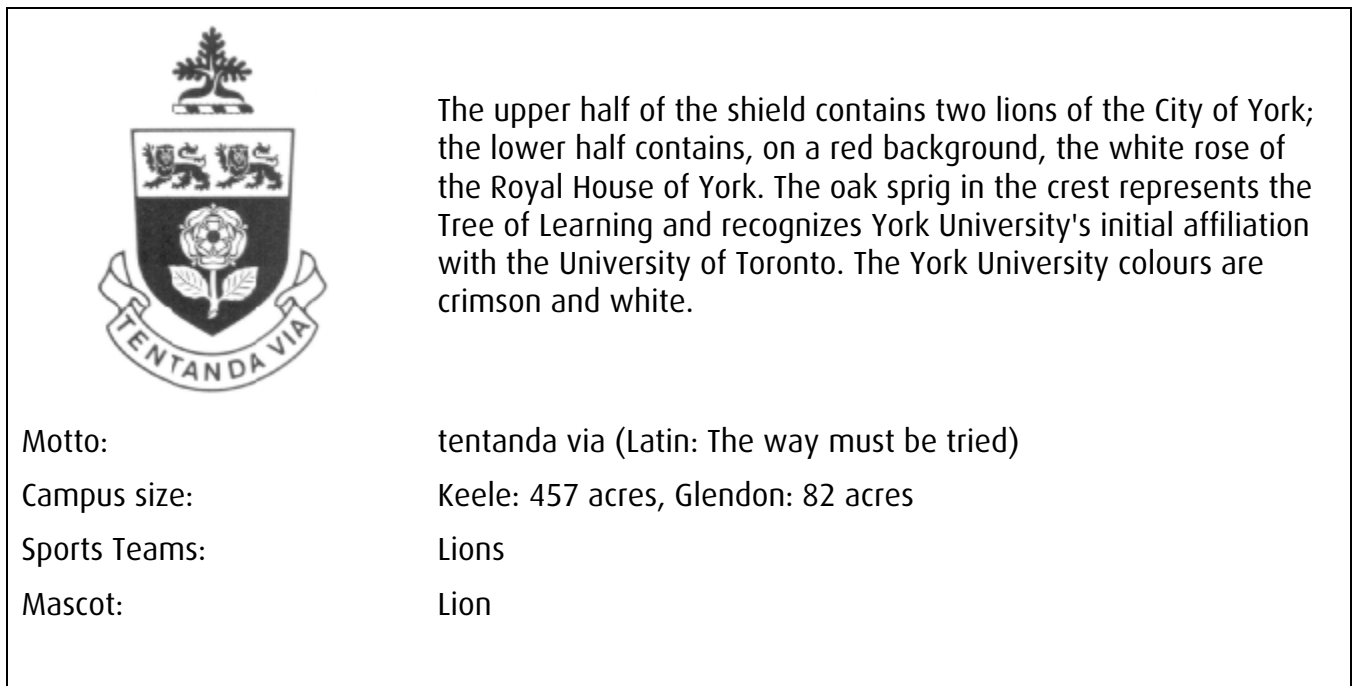 TENTANDA VIA
The upper half of the shield contains two lions of the City of York;
the lower half contains, on a red background, the white rose of
the Royal House of York. The oak sprig in the crest represents the
Tree of Learning and recognizes York University's initial affiliation
with the University of Toronto. The York University colours are
crimson and white.
Motto: tentanda via (Latin: The way must be tried)
Campus size: Keele: 457 acres, Glendon: 82 acres
Sports Teams: Lions
Mascot: Lion